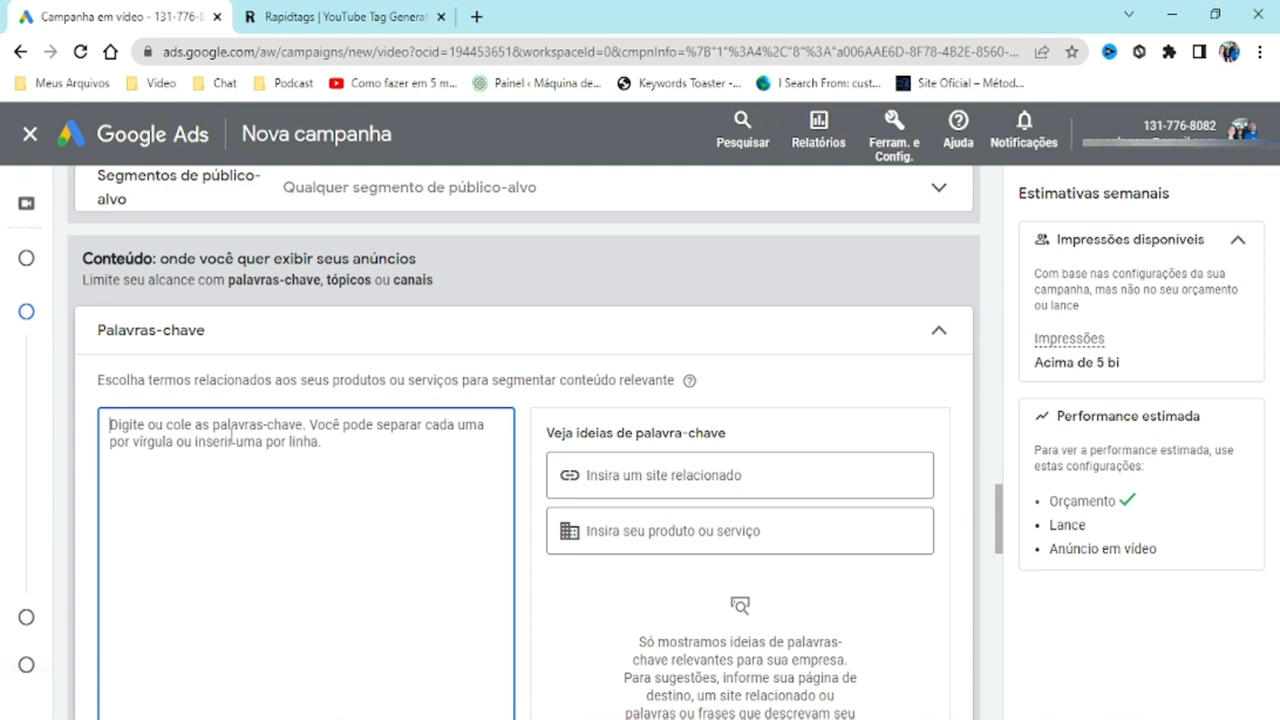 Campanha em vídeo - 131-776-8
Rapidtags | YouTube Tag Generat
ads.google.com/aw/campaigns/new/video?ocid=194453651&workspaceId=0&cmpnInfo=%7B"1"%3A4%2C"8"%3A"a006AAE6D-8F78-4B2E-8560-...
Meus Arquivos
Video
Chat
Podcast
Como fazer em 5 m...
Painel ‹ Máquina de...
Keywords Toaster -...
I Search From: cust...
Site Oficial – Métod...
Google Ads
Nova campanha
Pesquisar
Relatórios
Ferram. e
Config.
Ajuda
Notificações
131-776-8082
Segmentos de público-
alvo
Qualquer segmento de público-alvo
Conteúdo: onde você quer exibir seus anúncios
Limite seu alcance com palavras-chave, tópicos ou canais
Palavras-chave
Escolha termos relacionados aos seus produtos ou serviços para segmentar conteúdo relevante
Digite ou cole as palavras-chave. Você pode separar cada uma
por vírgula ou inserir uma por linha.
Veja ideias de palavra-chave
Insira um site relacionado
Insira seu produto ou serviço
Só mostramos ideias de palavras-
chave relevantes para sua empresa.
Para sugestões, informe sua página de
destino, um site relacionado ou
palavras ou frases que descrevam seu
Estimativas semanais
Impressões disponíveis
Com base nas configurações da sua
campanha, mas não no seu orçamento
ou lance
Impressões
Acima de 5 bi
Performance estimada
Para ver a performance estimada, use
estas configurações:
Orçamento
Lance
Anúncio em vídeo